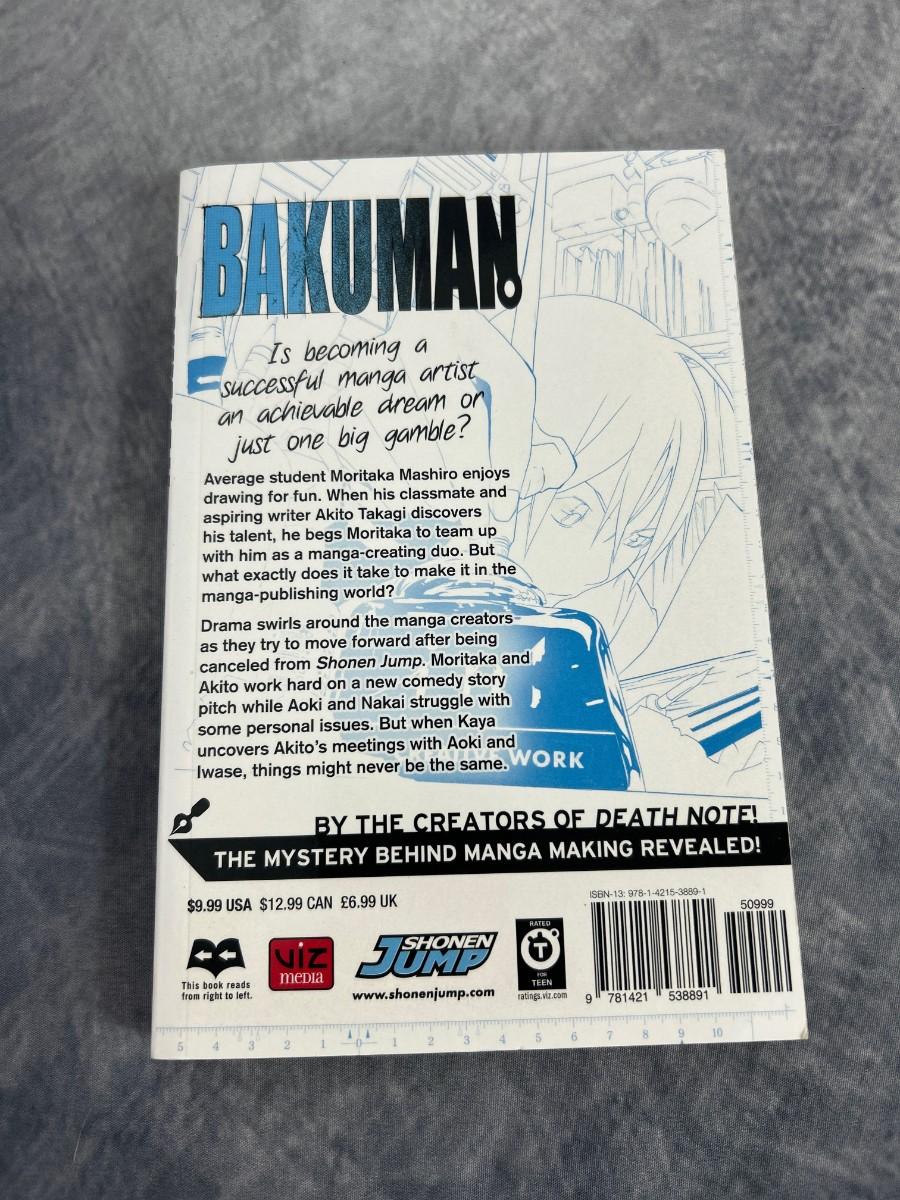 BAKUMAN.
Is becoming a
successful manga artist
an achievable dream or
just one big gamble?
Average student Moritaka Mashiro enjoys
drawing for fun. When his classmate and
aspiring writer Akito Takagi discovers
his talent, he begs Moritaka to team up
with him as a manga-creating duo. But
what exactly does it take to make it in the
manga-publishing world?
Drama swirls around the manga creators
as they try to move forward after being
canceled from Shonen Jump. Moritaka and
Akito work hard on a new comedy story
pitch while Aoki and Nakai struggle with
some personal issues. But when Kaya
uncovers Akito's meetings with Aoki and
Iwase, things might never be the same.
WORK
BY THE CREATORS OF DEATH NOTE!
THE MYSTERY BEHIND MANGA MAKING REVEALED!
$9.99 USA $12.99 CAN £6.99 UK
This book reads
from right to left.
VIZ
MEDIA
SHONEN
JUMP
www.shonenjump.com
RATED
T
FOR
TEEN
ratings.viz.com
ISBN-13: 978-1-4215-3889-1
50999
9 781421 538891
5 4 3 2 1 0 1 2 3 4 5 6 7 8 9 10